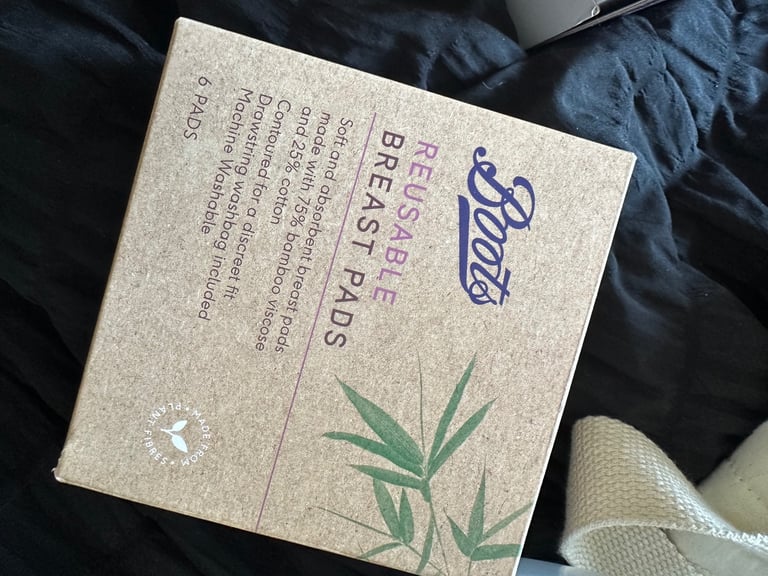 Boots
REUSABLE
BREAST PADS
Soft and absorbent breast pads
made with 75% bamboo viscose
and 25% cotton
Contoured for a discreet fit
Drawstring washbag included
Machine Washable
6 PADS
MADE FROM • PLANT FIBRES •